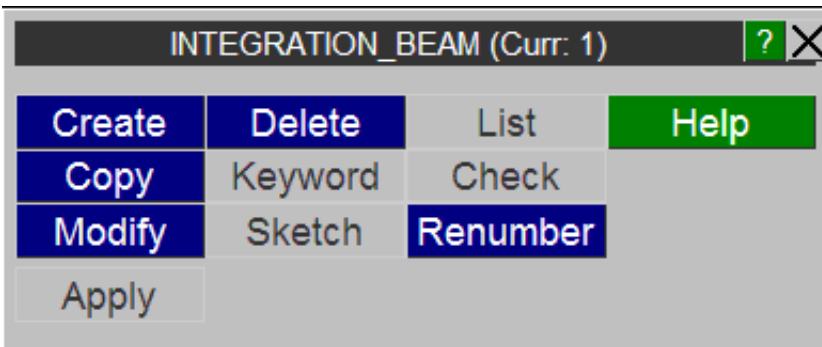 INTEGRATION_BEAM (Curr: 1) ?
Create Delete List Help
Copy Keyword Check
Modify Sketch Renumber
Apply